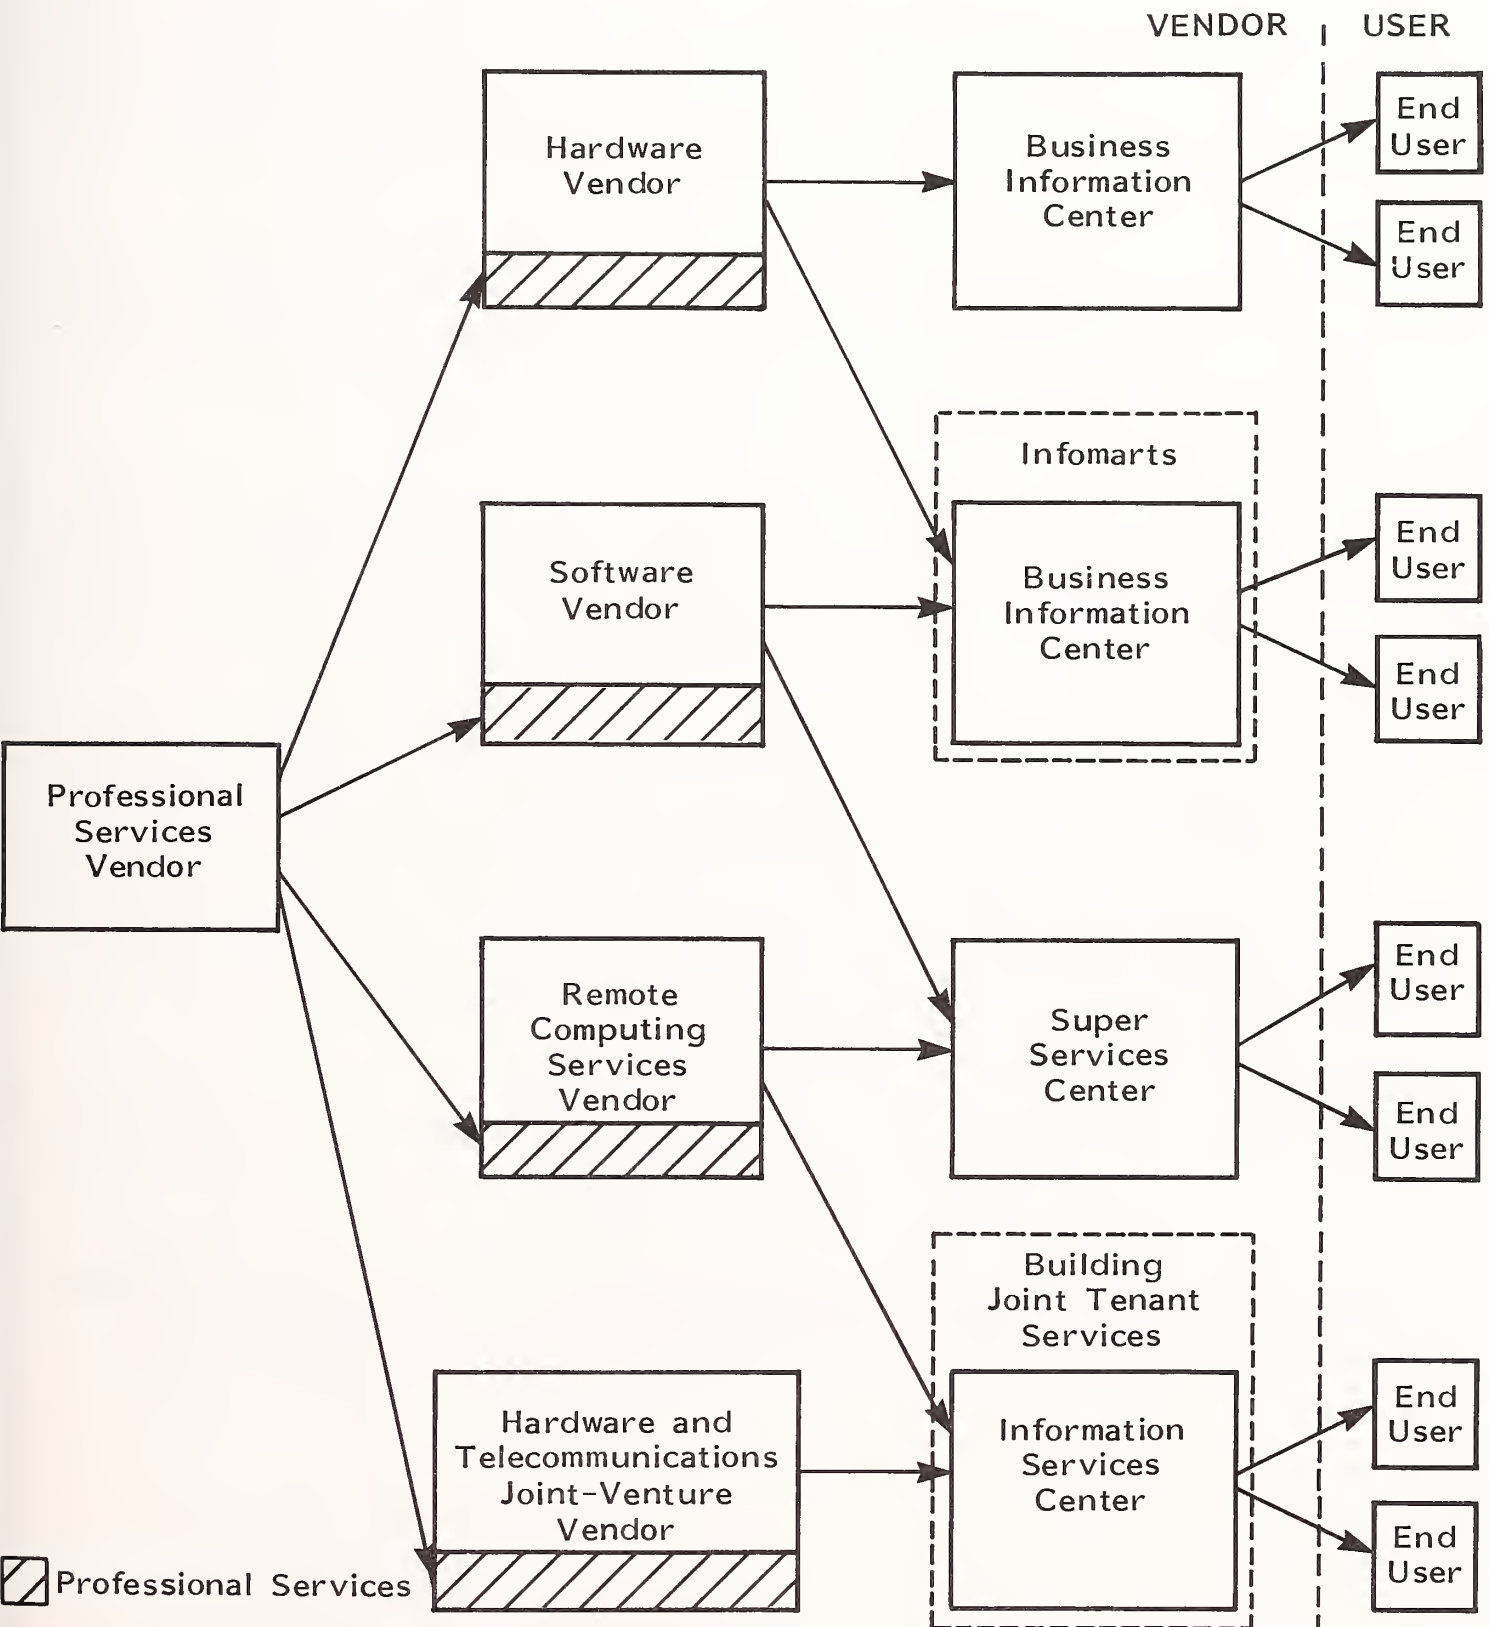 VENDOR
USER
Hardware
Vendor
Business
Information
Center
End
User
End
User
Infomarts
Software
Vendor
Business
Information
Center
End
User
End
User
Professional
Services
Vendor
Remote
Computing
Services
Vendor
Super
Services
Center
End
User
End
User
Building
Joint Tenant
Services
Hardware and
Telecommunications
Joint-Venture
Vendor
Information
Services
Center
End
User
End
User
Professional Services